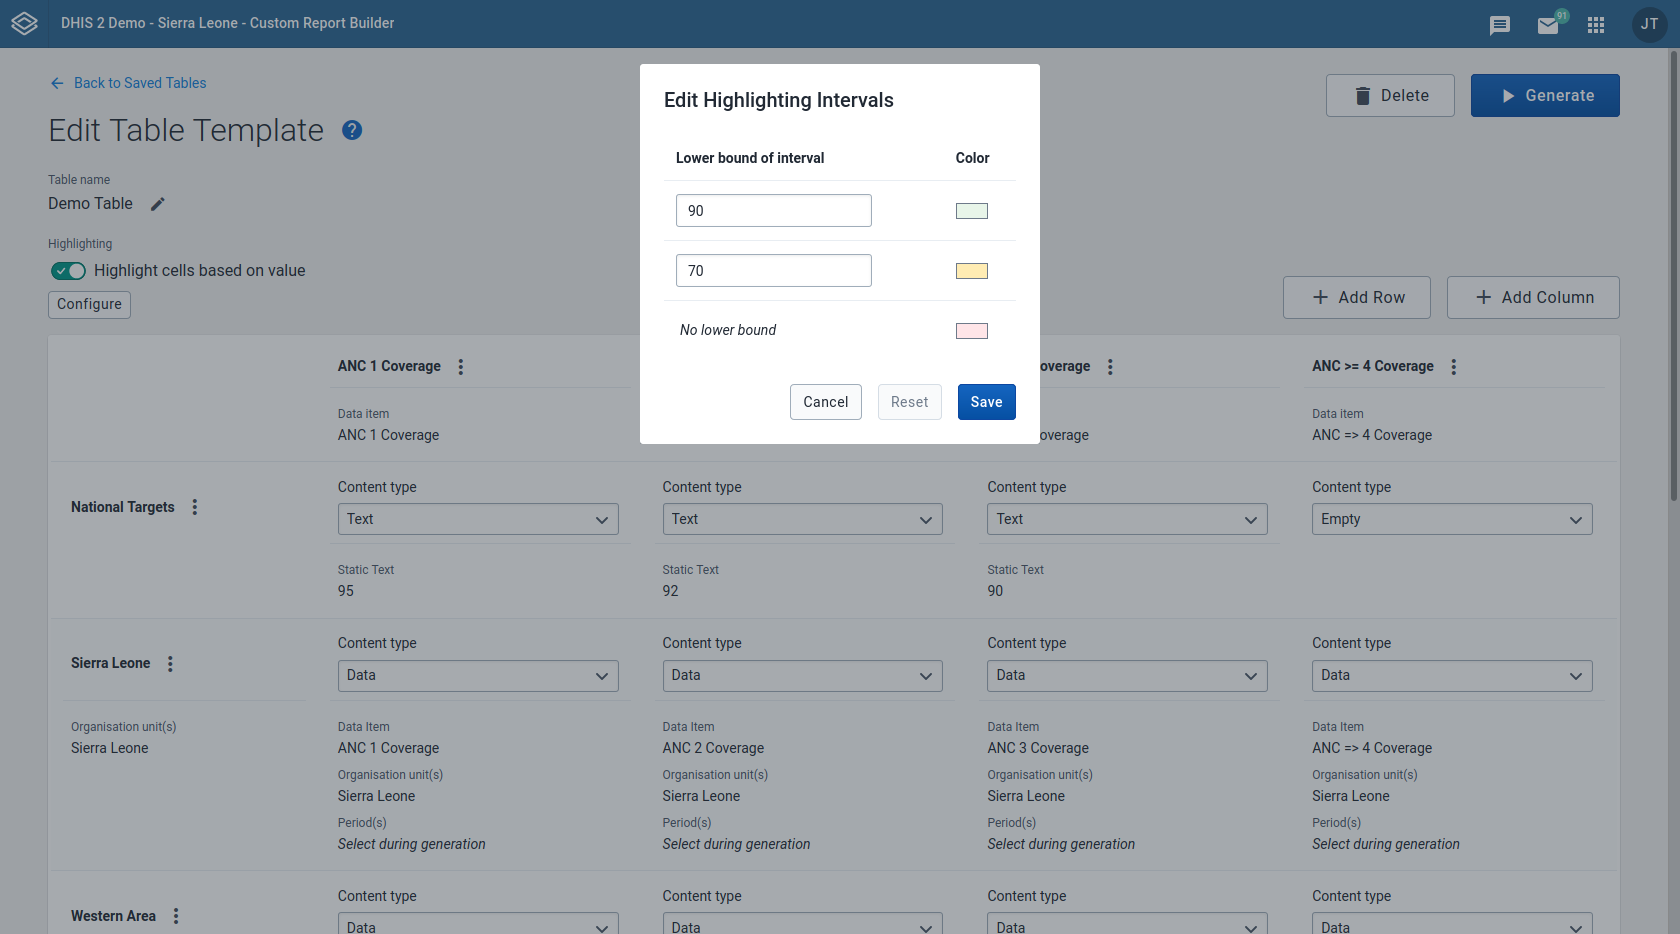 DHIS 2 Demo - Sierra Leone - Custom Report Builder
91
JT
Back to Saved Tables
Delete
Generate
Edit Table Template
?
Table name
Demo Table
Highlighting
Highlight cells based on value
Configure
Add Row
Add Column
Edit Highlighting Intervals
Lower bound of interval
Color
90
70
No lower bound
Cancel
Reset
Save
ANC 1 Coverage
overage
ANC >= 4 Coverage
Data item
Data item
ANC 1 Coverage
overage
ANC => 4 Coverage
National Targets
Content type
Content type
Content type
Content type
Text
Text
Text
Empty
Static Text
Static Text
Static Text
95
92
90
Sierra Leone
Content type
Content type
Content type
Content type
Data
Data
Data
Data
Organisation unit(s)
Sierra Leone
Data Item
Data Item
Data Item
Data Item
ANC 1 Coverage
ANC 2 Coverage
ANC 3 Coverage
ANC => 4 Coverage
Organisation unit(s)
Organisation unit(s)
Organisation unit(s)
Organisation unit(s)
Sierra Leone
Sierra Leone
Sierra Leone
Sierra Leone
Period(s)
Period(s)
Period(s)
Period(s)
Select during generation
Select during generation
Select during generation
Select during generation
Western Area
Content type
Content type
Content type
Content type
Data
Data
Data
Data